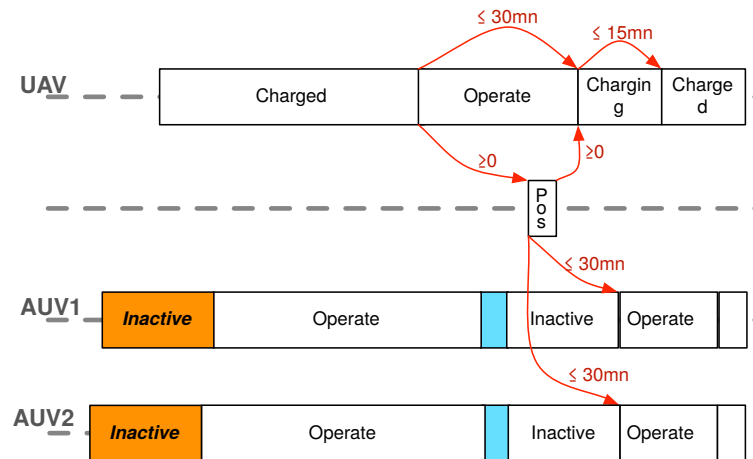 ≤ 30mn
≤ 15mn
UAV
Charged
Operate
Chargin
g
Charge
d
≥0
≥0
P
o
s
≤ 30mn
AUV1
Inactive
Operate
Inactive
Operate
≤ 30mn
AUV2
Inactive
Operate
Inactive
Operate